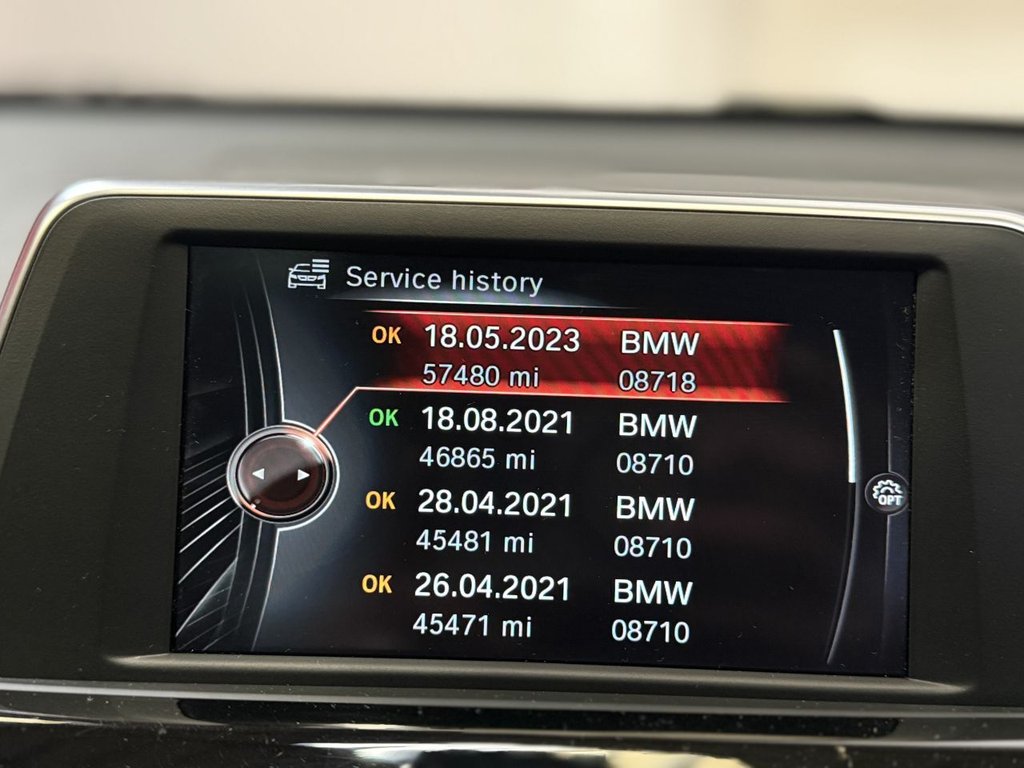 Service history
OK 18.05.2023 BMW
57480 mi 08718
OK 18.08.2021 BMW
46865 mi 08710
OPT
OK 28.04.2021 BMW
45481 mi 08710
OK 26.04.2021 BMW
45471 mi 08710